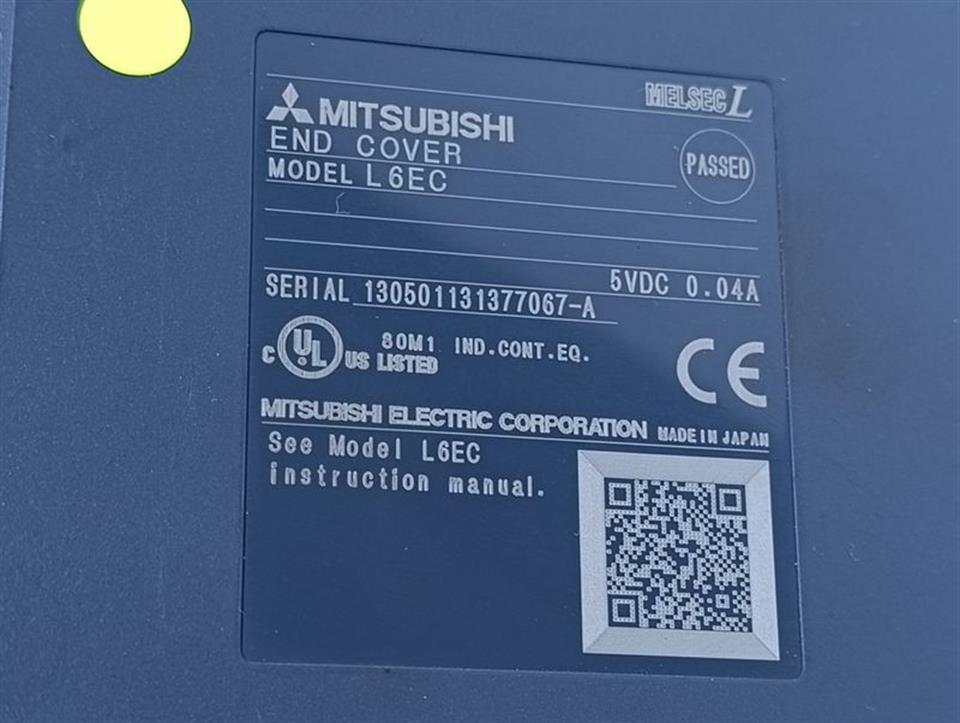 MELSEC L
MITSUBISHI
END COVER
PASSED
MODEL L6EC
5VDC 0.04A
SERIAL 130501131377067-A
C UL US LISTED 80M1 IND.CONT.EQ.
CE
MITSUBISHI ELECTRIC CORPORATION MADE IN JAPAN
See Model L6EC
instruction manual.